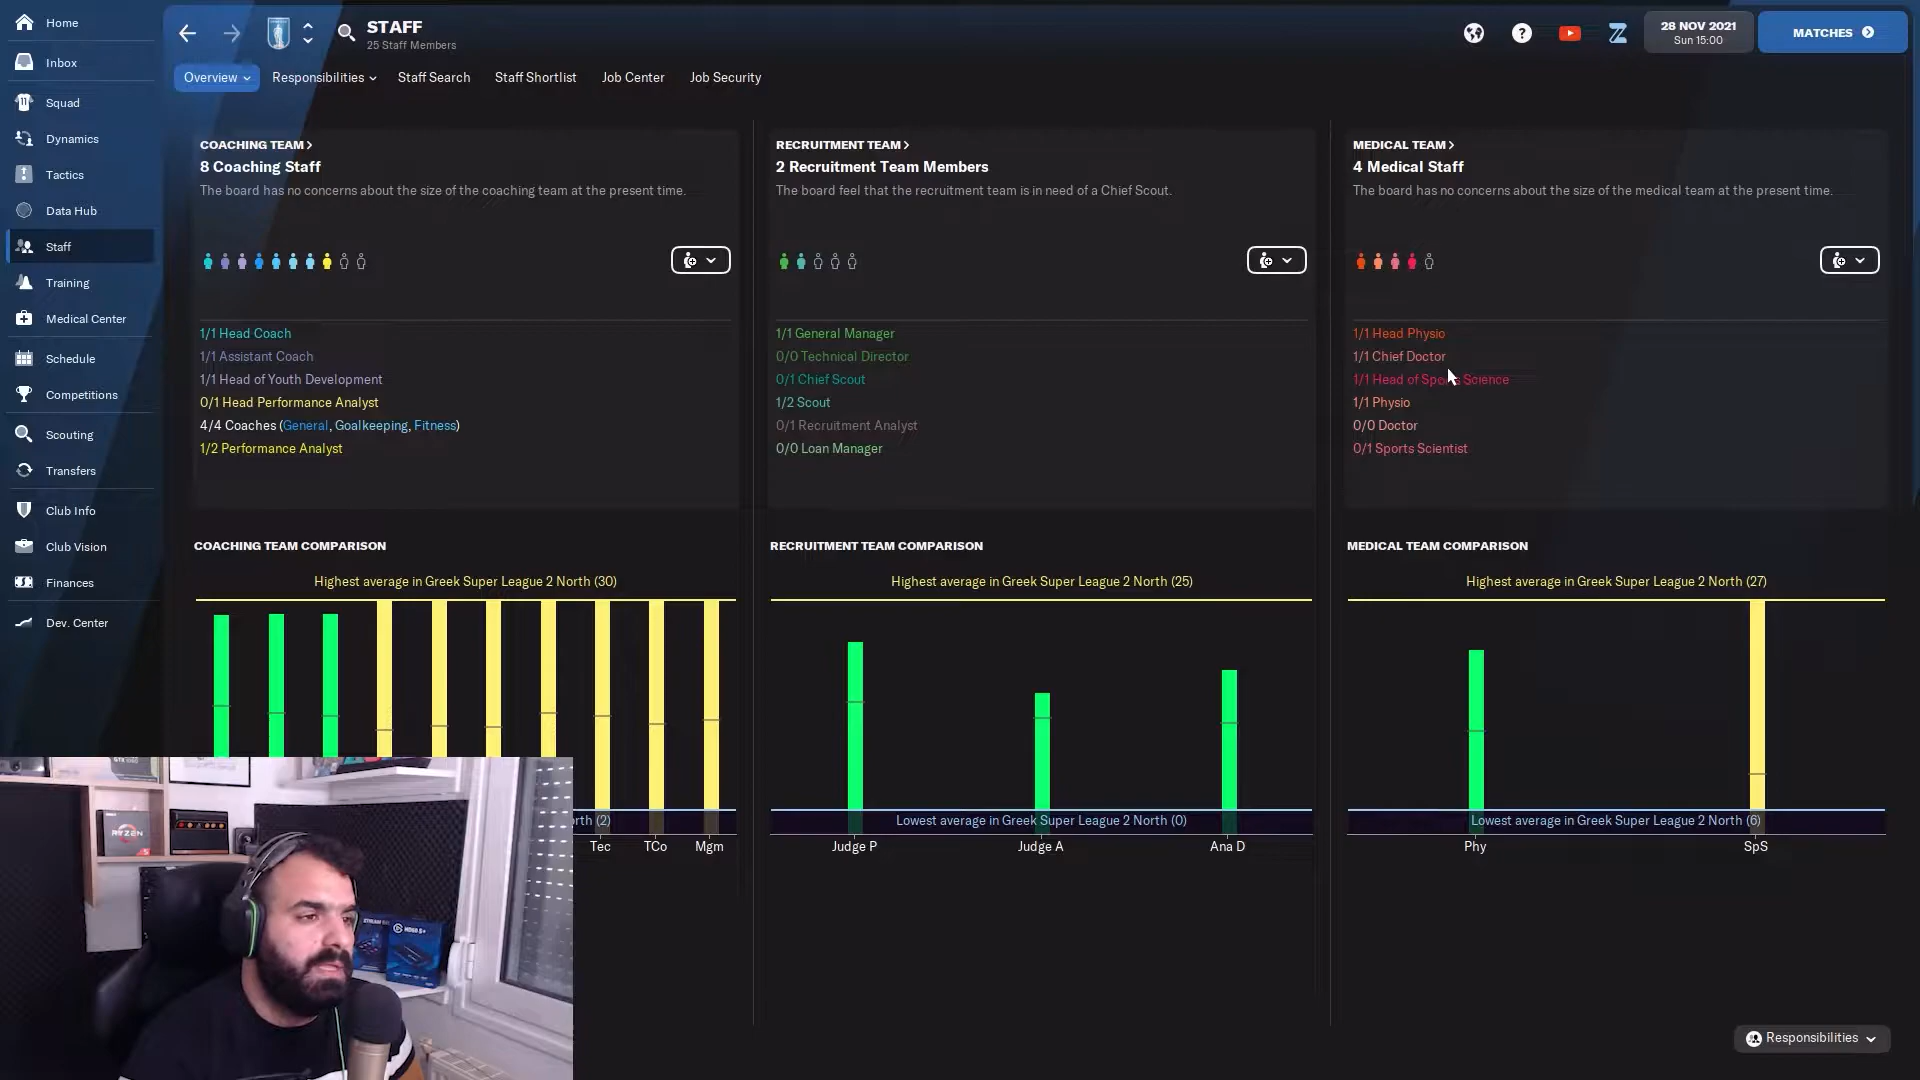 Home
Inbox
Squad
Dynamics
Tactics
Data Hub
Staff
Training
Medical Center
Schedule
Competitions
Scouting
Transfers
Club Info
Club Vision
Finances
Dev. Center
STAFF
25 Staff Members
28 NOV 2021
Sun 15:00
MATCHES
Overview
Responsibilities
Staff Search
Staff Shortlist
Job Center
Job Security
COACHING TEAM >
8 Coaching Staff
The board has no concerns about the size of the coaching team at the present time.
1/1 Head Coach
1/1 Assistant Coach
1/1 Head of Youth Development
0/1 Head Performance Analyst
4/4 Coaches (General, Goalkeeping, Fitness)
1/2 Performance Analyst
RECRUITMENT TEAM >
2 Recruitment Team Members
The board feel that the recruitment team is in need of a Chief Scout.
1/1 General Manager
0/0 Technical Director
0/1 Chief Scout
1/2 Scout
0/1 Recruitment Analyst
0/0 Loan Manager
MEDICAL TEAM >
4 Medical Staff
The board has no concerns about the size of the medical team at the present time.
1/1 Head Physio
1/1 Chief Doctor
1/1 Head of Sports Science
1/1 Physio
0/0 Doctor
0/1 Sports Scientist
COACHING TEAM COMPARISON
Highest average in Greek Super League 2 North (30)
rth (2)
Tec TCo Mgm
RECRUITMENT TEAM COMPARISON
Highest average in Greek Super League 2 North (25)
Lowest average in Greek Super League 2 North (0)
Judge P Judge A Ana D
MEDICAL TEAM COMPARISON
Highest average in Greek Super League 2 North (27)
Lowest average in Greek Super League 2 North (6)
Phy SpS
Responsibilities
RYZEN